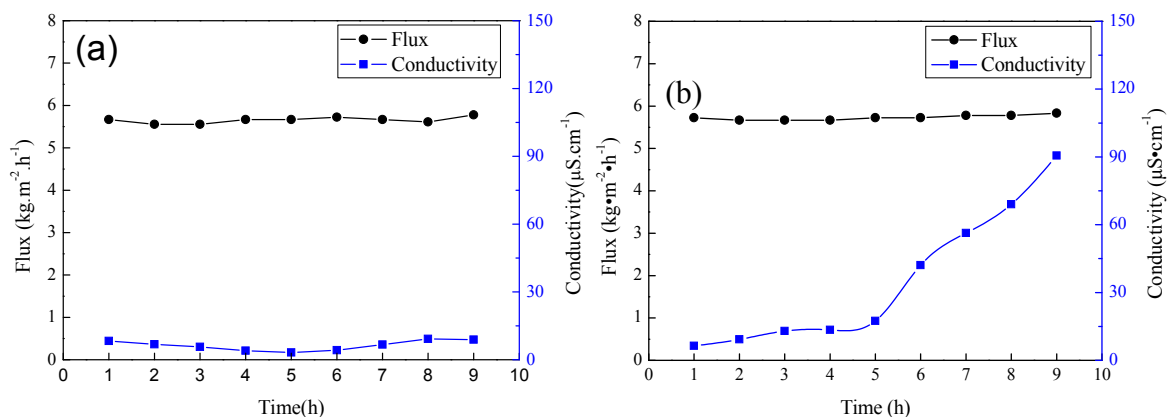 (a)
Flux
Conductivity
8
7
6
5
4
3
2
1
0
Flux (kg.m⁻².h⁻¹)
150
120
90
60
30
0
Conductivity(μS.cm⁻¹)
0 1 2 3 4 5 6 7 8 9 10
Time(h)
(b)
Flux
Conductivity
8
7
6
5
4
3
2
1
0
Flux (kg•m⁻²•h⁻¹)
150
120
90
60
30
0
Conductivity (μS•cm⁻¹)
0 1 2 3 4 5 6 7 8 9 10
Time (h)